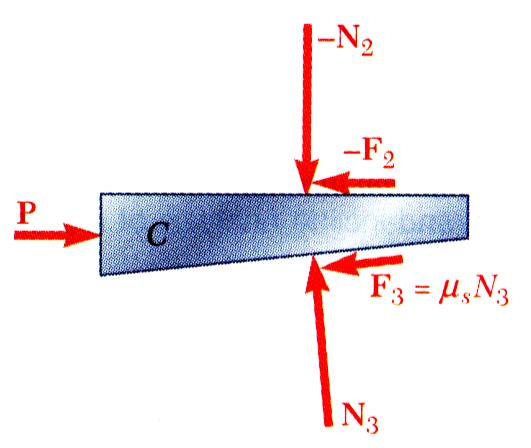 –N₂
–F₂
P
C
F₃ = μₛN₃
N₃